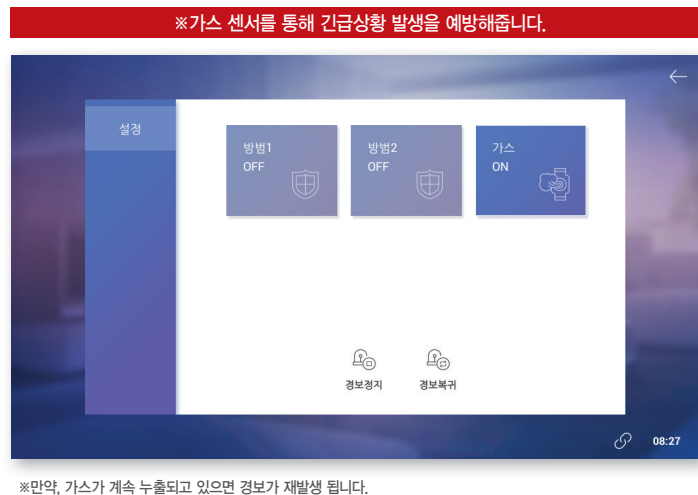 ※가스 센서를 통해 긴급상황 발생을 예방해줍니다.
설정
방범1
OFF
방범2
OFF
가스
ON
경보정지
경보복귀
08:27
※만약, 가스가 계속 누출되고 있으면 경보가 재발생 됩니다.